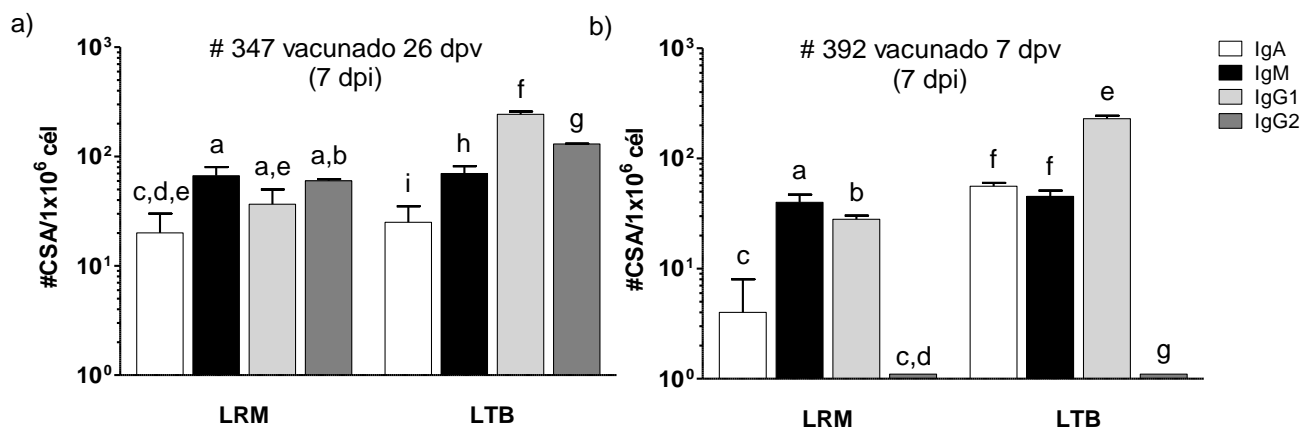 a)
# 347 vacunado 26 dpv
(7 dpi)
#CSA/1x10⁶ cél
10³
10²
10¹
10⁰
c,d,e
a
a,e
a,b
i
h
f
g
LRM
LTB
b)
# 392 vacunado 7 dpv
(7 dpi)
#CSA/1x10⁶ cél
10³
10²
10¹
10⁰
c
a
b
c,d
f
f
e
g
LRM
LTB
IgA
IgM
IgG1
IgG2